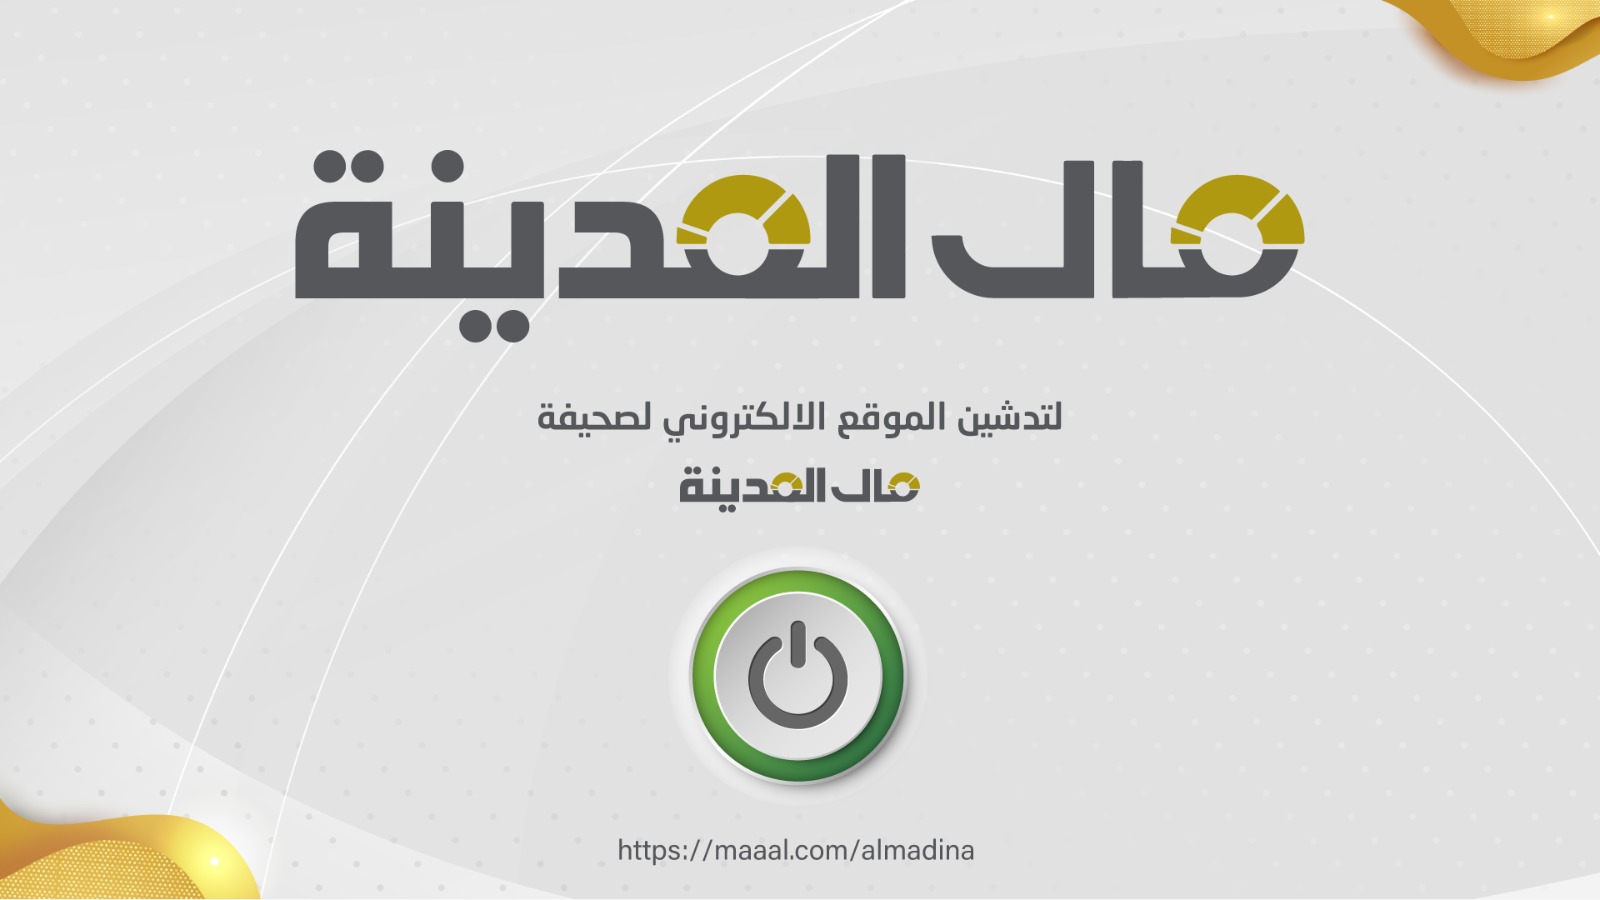 مال المدينة
لتدشين الموقع الالكتروني لصحيفة
مال المدينة
https://maaal.com/almadina